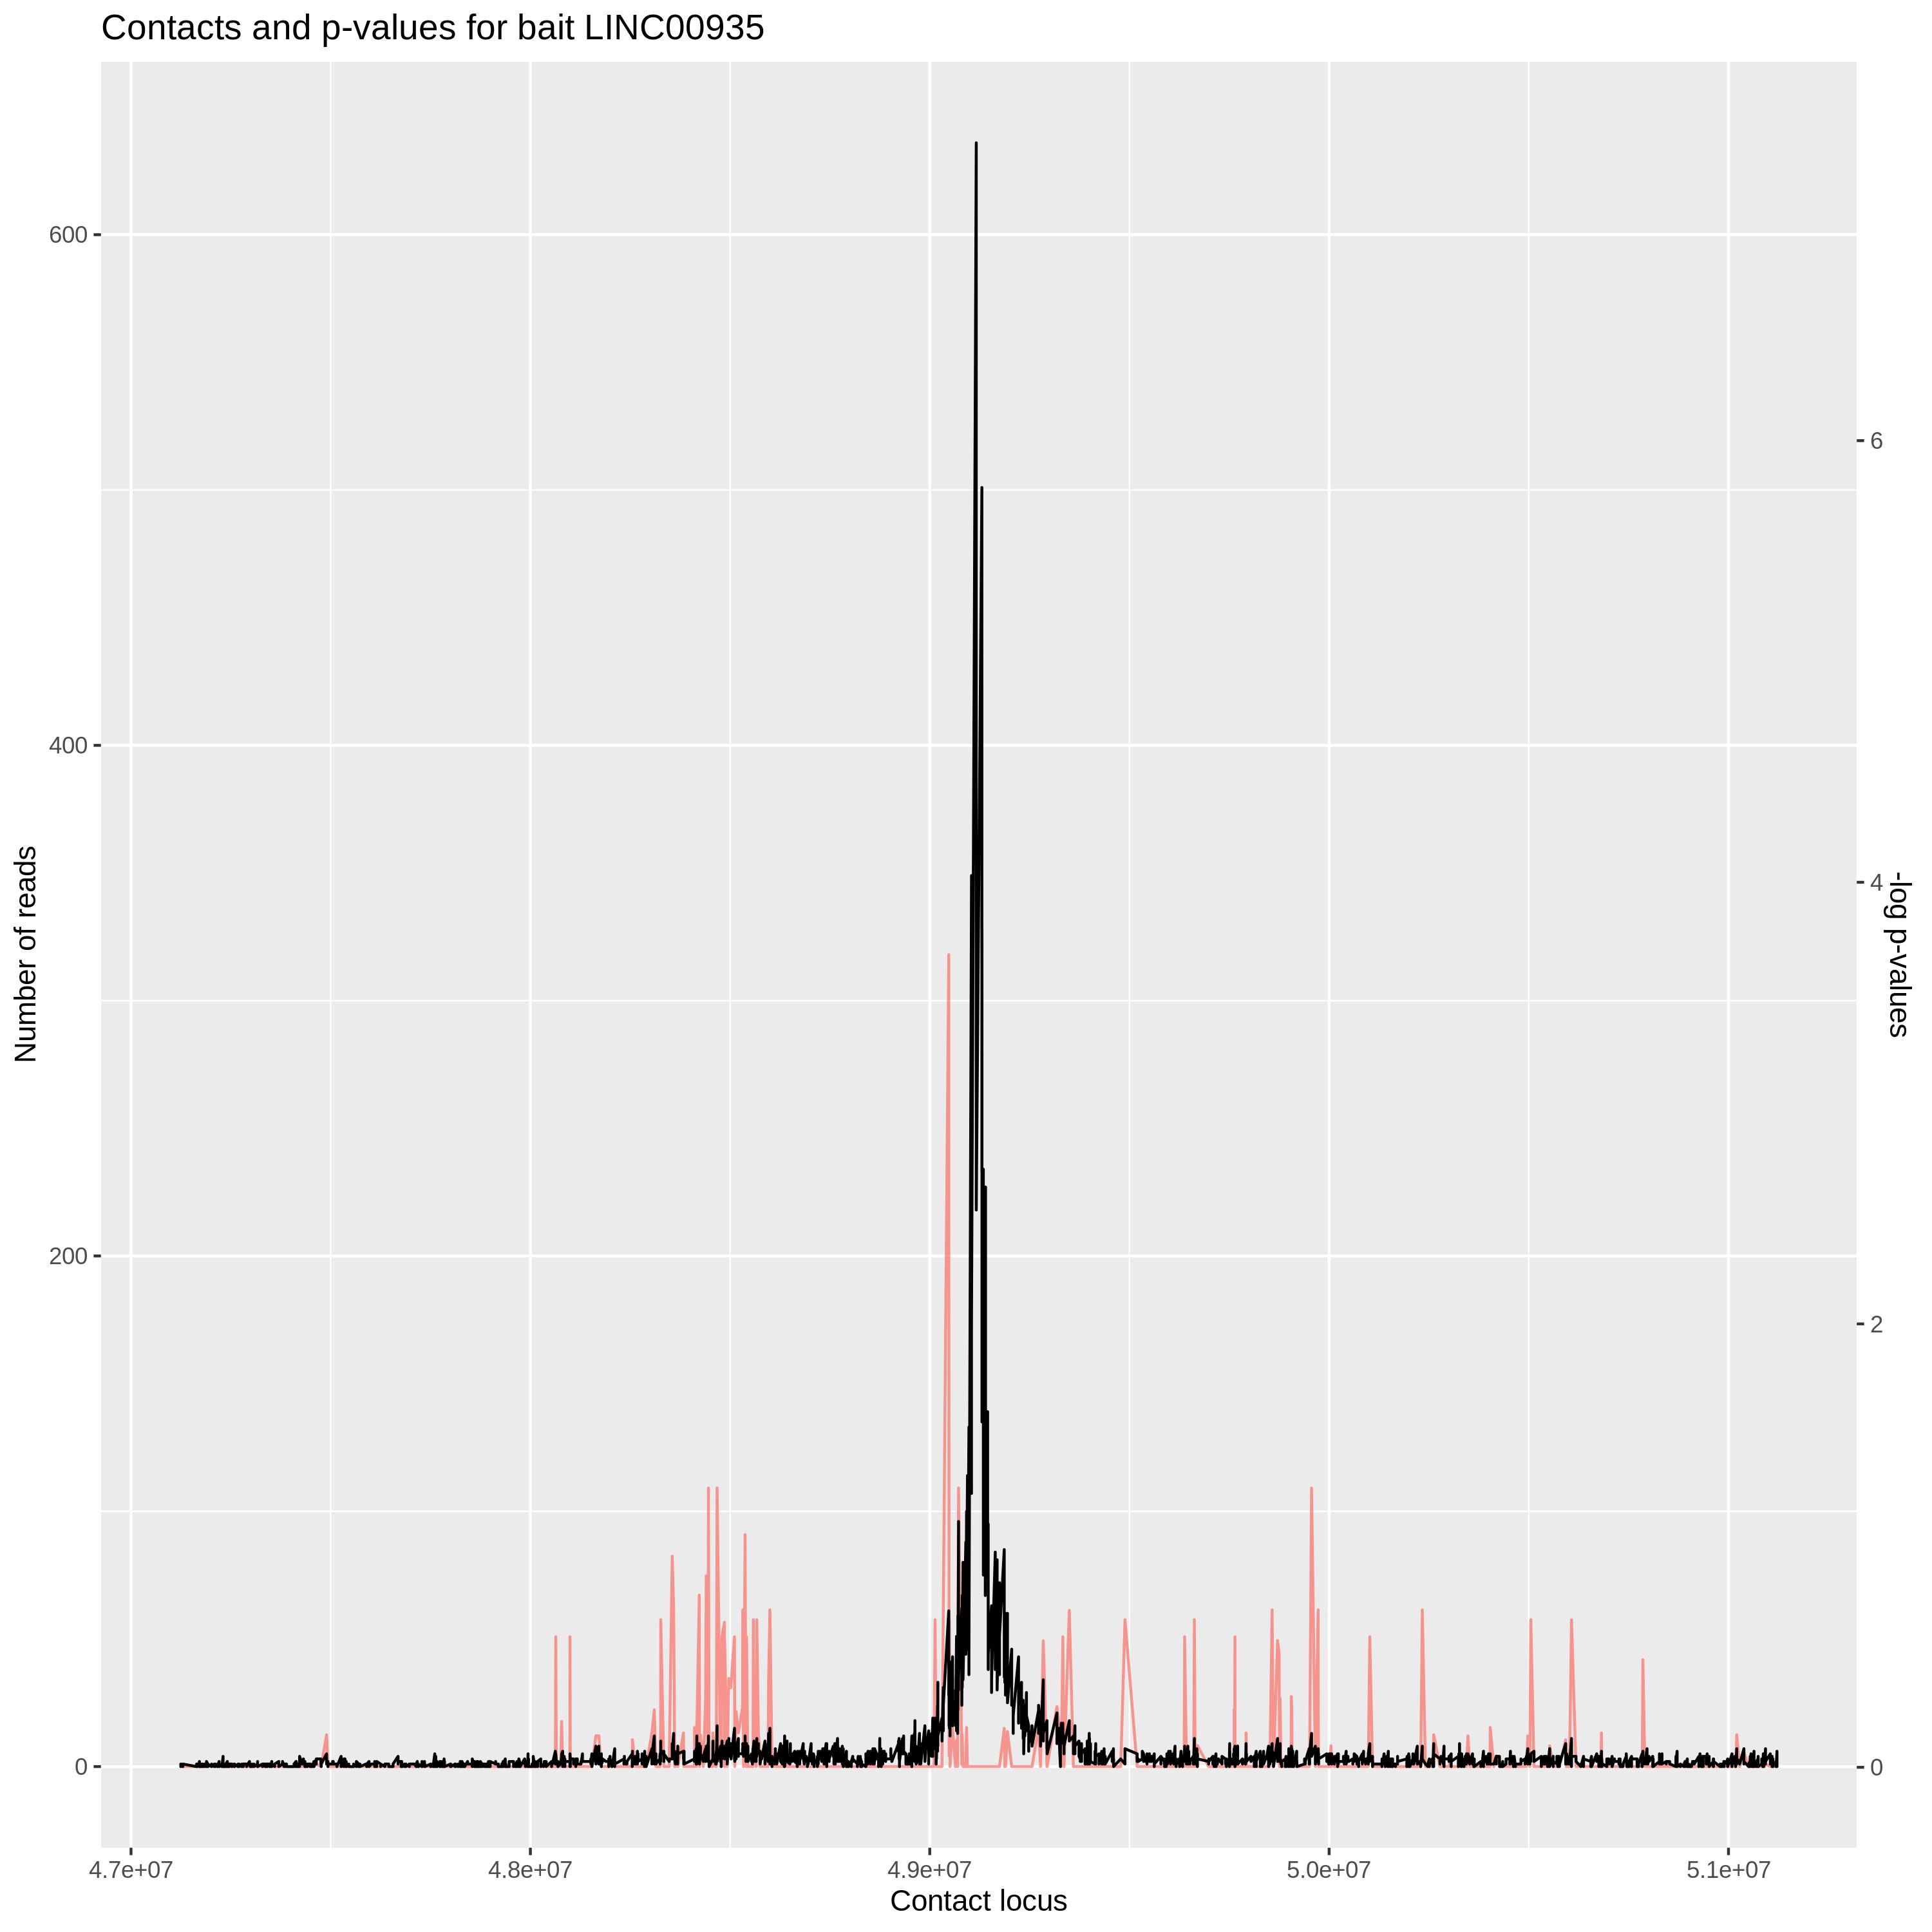 Contacts and p-values for bait LINC00935
Number of reads
600
400
200
0
6
4
2
0
-log p-values
4.7e+07 4.8e+07 4.9e+07 5.0e+07 5.1e+07
Contact locus